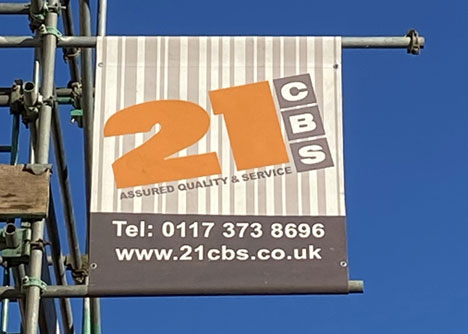 21 CBS
ASSURED QUALITY & SERVICE
Tel: 0117 373 8696
www.21cbs.co.uk